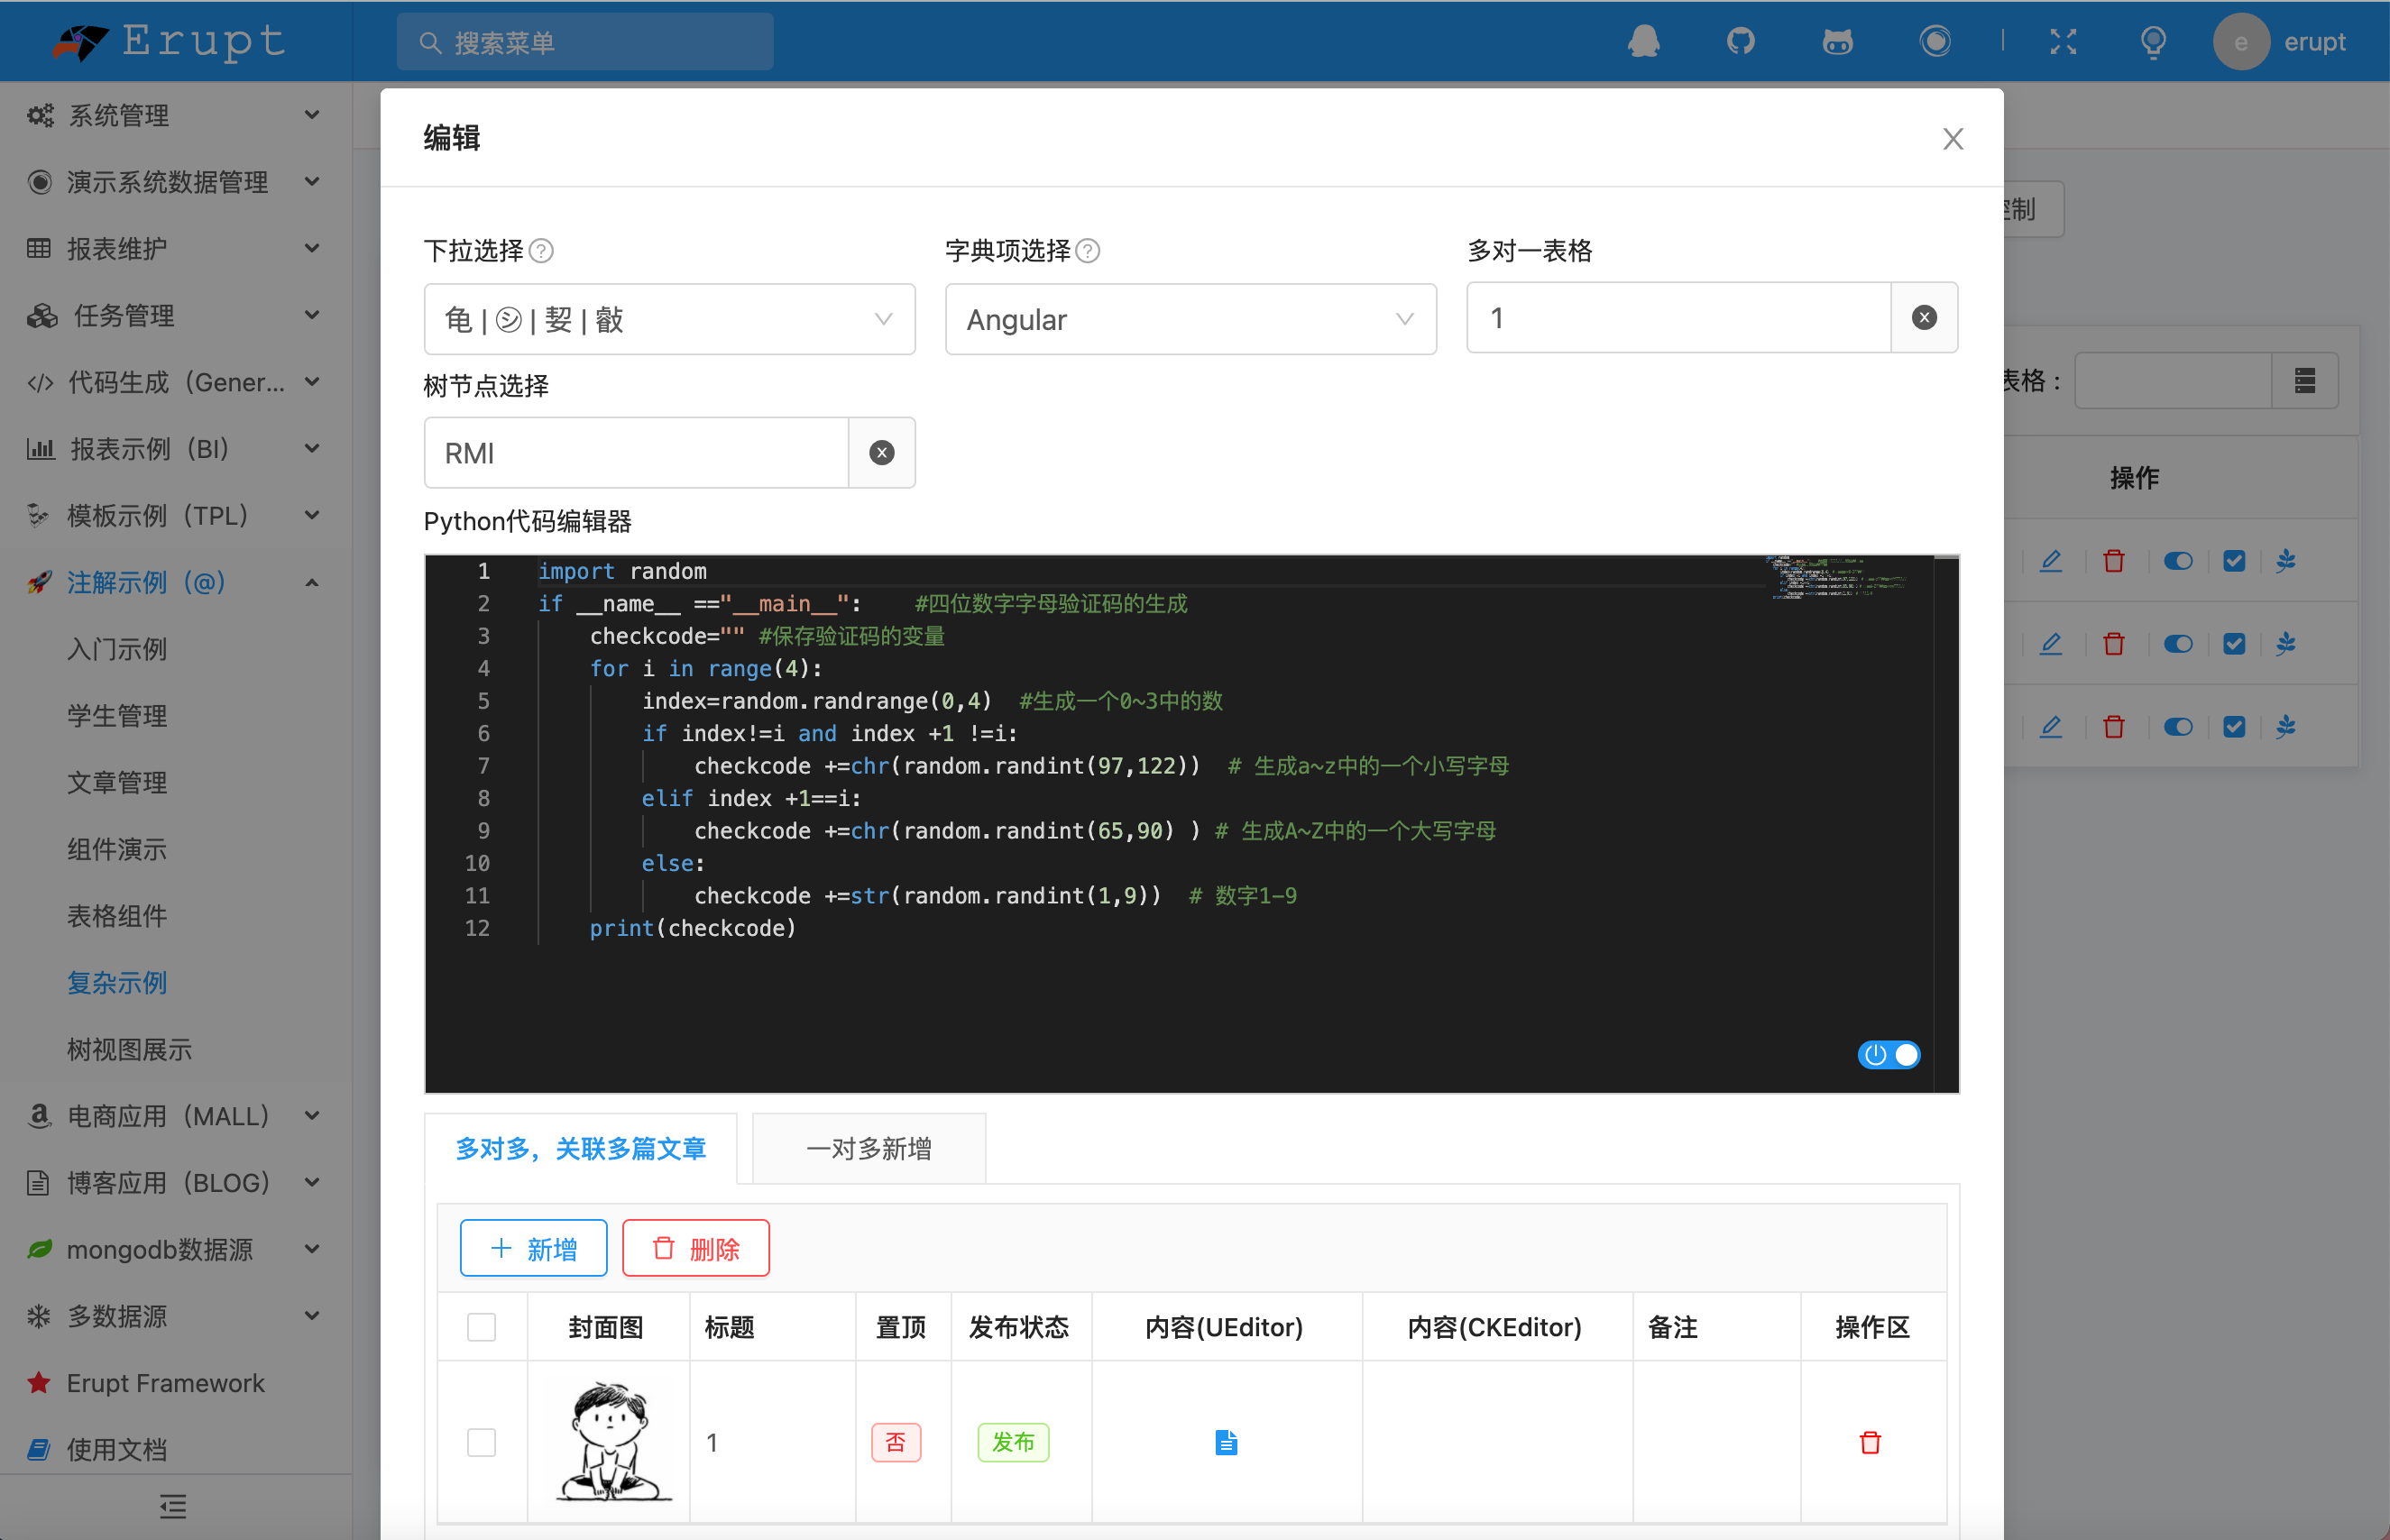 Erupt
搜索菜单
e
erupt
系统管理
演示系统数据管理
报表维护
任务管理
代码生成（Gener...
报表示例（BI）
模板示例（TPL）
注解示例（@）
入门示例
学生管理
文章管理
组件演示
表格组件
复杂示例
树视图展示
电商应用（MALL）
博客应用（BLOG）
mongodb数据源
多数据源
Erupt Framework
使用文档
编辑
下拉选择
字典项选择
多对一表格
Angular
1
树节点选择
RMI
Python代码编辑器
1 import random
2 if __name__ =="__main__": #四位数字字母验证码的生成
3 checkcode="" #保存验证码的变量
4 for i in range(4):
5 index=random.randrange(0,4) #生成一个0~3中的数
6 if index!=i and index +1 !=i:
7 checkcode +=chr(random.randint(97,122)) # 生成a~z中的一个小写字母
8 elif index +1==i:
9 checkcode +=chr(random.randint(65,90) ) # 生成A~Z中的一个大写字母
10 else:
11 checkcode +=str(random.randint(1,9)) # 数字1-9
12 print(checkcode)
多对多，关联多篇文章
一对多新增
新增
删除
封面图 标题 置顶 发布状态 内容(UEditor) 内容(CKEditor) 备注 操作区
1 否 发布
制
表格：
操作